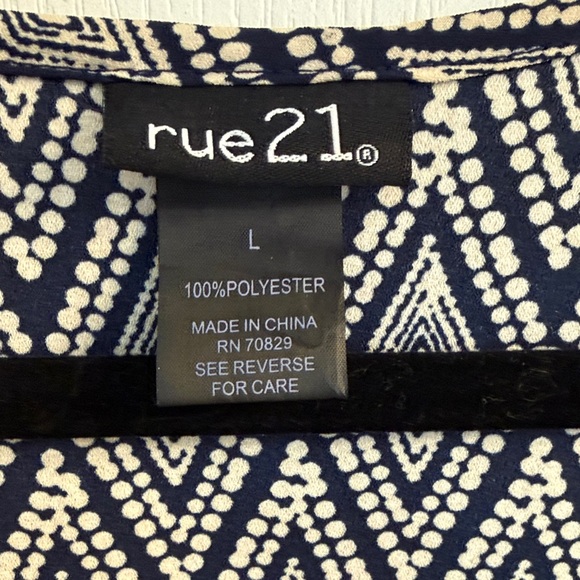 rue21®
L
100%POLYESTER
MADE IN CHINA
RN 70829
SEE REVERSE
FOR CARE